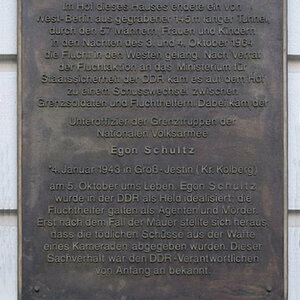 Im Hof dieses Hauses endete ein von
West-Berlin aus gegrabener 145 m langer Tunnel,
durch den 57 Männern, Frauen und Kindern
in den Nächten des 3. und 4. Oktober 1964
die Flucht in den Westen gelang. Nach Verrat
der Fluchtaktion an das Ministerium für
Staatssicherheit der DDR kam es auf dem Hof
zu einem Schusswechsel zwischen
Grenzsoldaten und Fluchthelfern. Dabei kam der
Unteroffizier der Grenztruppen der
Nationalen Volksarmee
Egon Schultz
*4. Januar 1943 in Groß-Jestin (Kr. Kolberg)
am 5. Oktober ums Leben. Egon Schultz
wurde in der DDR als Held idealisiert; die
Fluchthelfer galten als Agenten und Mörder.
Erst nach dem Fall der Mauer stellte sich heraus,
dass die tödlichen Schüsse aus der Waffe
eines Kameraden abgegeben wurden. Dieser
Sachverhalt war den DDR-Verantwortlichen
von Anfang an bekannt.